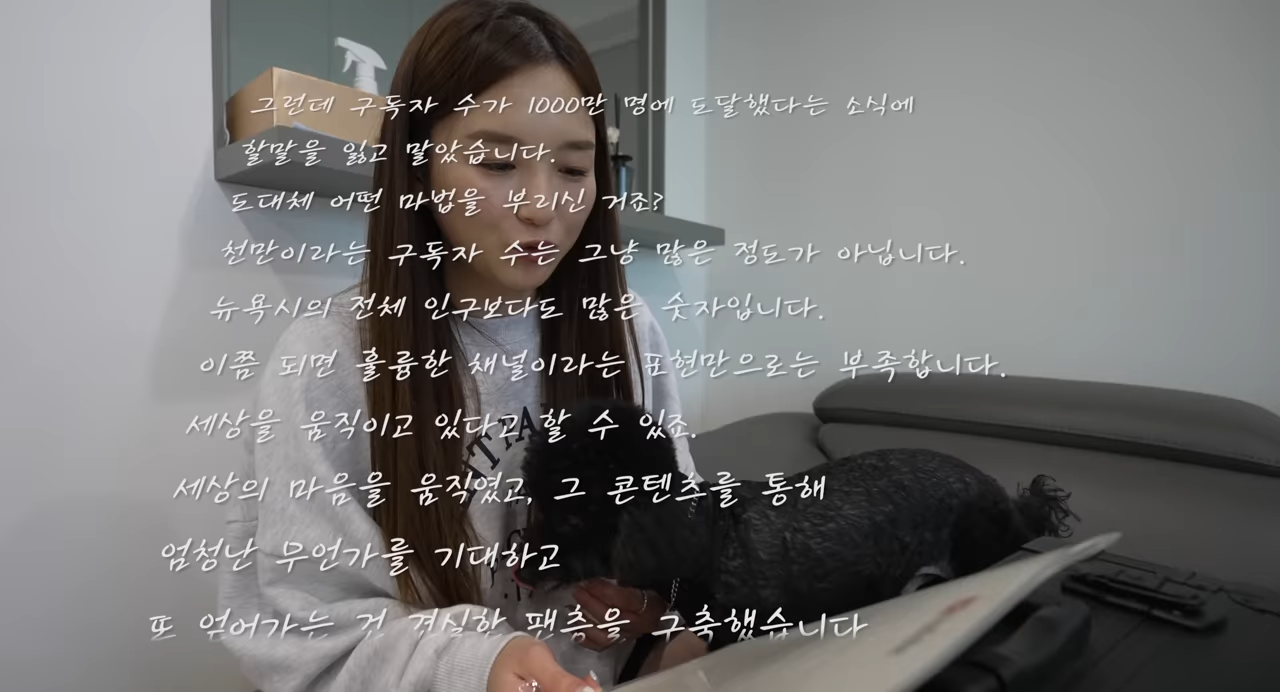 그런데 구독자 수가 1000만 명에 도달했다는 소식에
할말을 잃고 말았습니다.
도대체 어떤 마법을 부리신 거죠?
천만이라는 구독자 수는 그냥 많은 정도가 아닙니다.
뉴욕시의 전체 인구보다도 많은 숫자입니다.
이쯤 되면 훌륭한 채널이라는 표현만으로는 부족합니다.
세상을 움직이고 있다고 할 수 있죠.
세상의 마음을 움직였고, 그 콘텐츠를 통해
엄청난 무언가를 기대하고
또 얻어가는 견실한 팬층을 구축했습니다